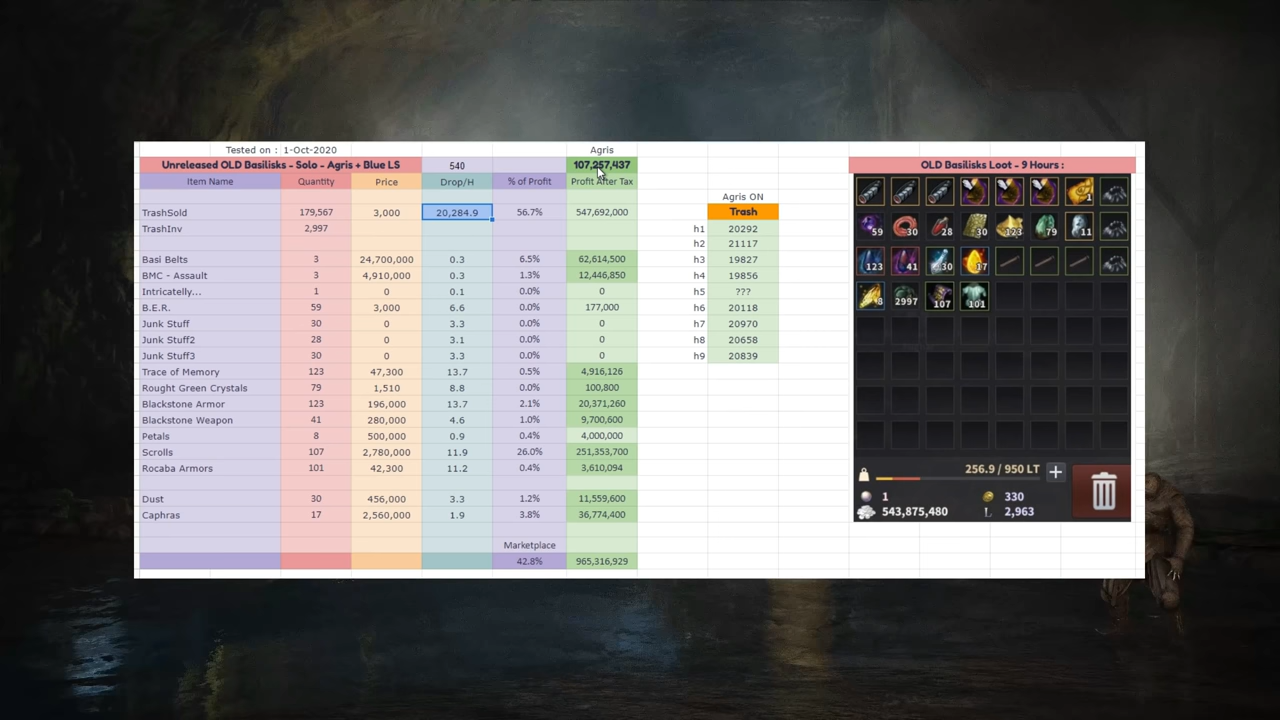 Tested on : 1-Oct-2020 Agris
Unreleased OLD Basilisks - Solo - Agris + Blue LS 540 107,257,437 OLD Basilisks Loot - 9 Hours :
Item Name Quantity Price Drop/H % of Profit Profit After Tax
Agris ON
TrashSold 179,567 3,000 20,284.9 56.7% 547,692,000 Trash
TrashInv 2,997 h1 20292
h2 21117
Basi Belts 3 24,700,000 0.3 6.5% 62,614,500 h3 19827
BMC - Assault 3 4,910,000 0.3 1.3% 12,446,850 h4 19856
Intricatelly... 1 0 0.1 0.0% 0 h5 ???
B.E.R. 59 3,000 6.6 0.0% 177,000 h6 20118
Junk Stuff 30 0 3.3 0.0% 0 h7 20970
Junk Stuff2 28 0 3.1 0.0% 0 h8 20658
Junk Stuff3 30 0 3.3 0.0% 0 h9 20839
Trace of Memory 123 47,300 13.7 0.5% 4,916,126
Rought Green Crystals 79 1,510 8.8 0.0% 100,800
Blackstone Armor 123 196,000 13.7 2.1% 20,371,260
Blackstone Weapon 41 280,000 4.6 1.0% 9,700,600
Petals 8 500,000 0.9 0.4% 4,000,000
Scrolls 107 2,780,000 11.9 26.0% 251,353,700
Rocaba Armors 101 42,300 11.2 0.4% 3,610,094
Dust 30 456,000 3.3 1.2% 11,559,600
Caphras 17 2,560,000 1.9 3.8% 36,774,400
Marketplace
42.8% 965,316,929
1
59 30 28 30 123 79 11
123 41 30 17
8 2997 107 101
256.9 / 950 LT +
1 330
543,875,480 2,963